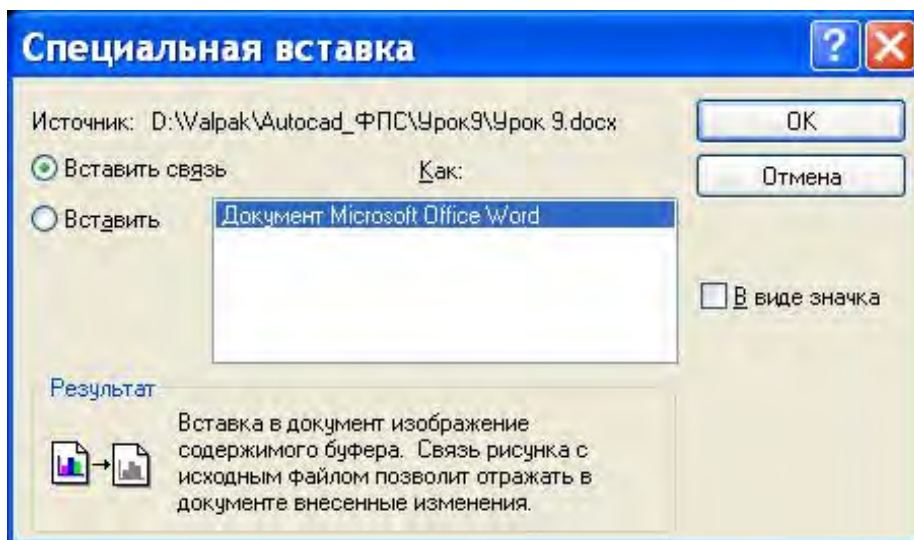 Специальная вставка
Источник: D:\Valpak\Autocad_ФПС\Урок9\Урок 9.docx
ОК
Вставить связь
Как:
Отмена
Вставить
Документ Microsoft Office Word
В виде значка
Результат
Вставка в документ изображение
содержимого буфера. Связь рисунка с
исходным файлом позволит отражать в
документе внесенные изменения.